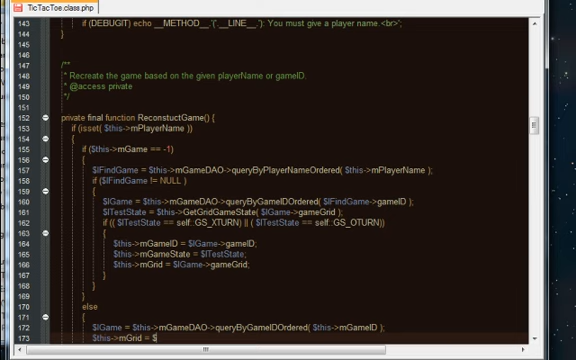 TicTacToe.class.php
143 if (DEBUGIT) echo __METHOD__.'('.__LINE__.'): You must give a player name.<br>';
144 }
145
146
147 /**
148 * Recreate the game based on the given playerName or gameID.
149 * @access private
150 */
151
152 private final function ReconstuctGame() {
153 if (isset( $this->mPlayerName ))
154 {
155 if ($this->mGame == -1)
156 {
157 $lFindGame = $this->mGameDAO->queryByPlayerNameOrdered( $this->mPlayerName );
158 if ($lFindGame != NULL )
159 {
160 $lGame = $this->mGameDAO->queryByGameIDOrdered( $lFindGame->gameID );
161 $lTestState = $this->GetGridGameState( $lGame->gameGrid );
162 if (( $lTestState == self::GS_XTURN) || ( $lTestState == self::GS_OTURN))
163 {
164 $this->mGameID = $lGame->gameID;
165 $this->mGameState = $lTestState;
166 $this->mGrid = $lGame->gameGrid;
167 }
168 }
169 }
170 else
171 {
172 $lGame = $this->mGameDAO->queryByGameIDOrdered( $this->mGameID );
173 $this->mGrid = $